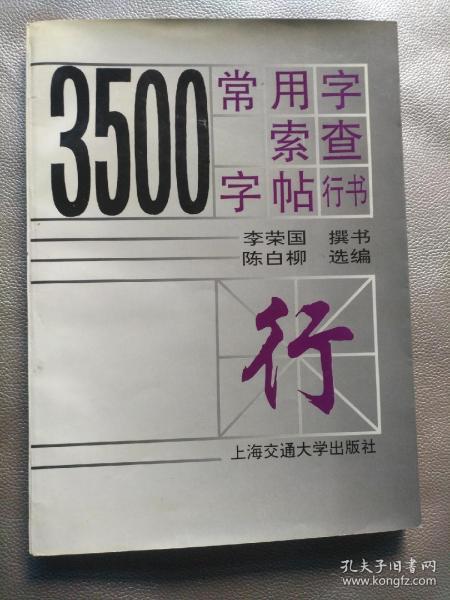 3500
常用字
索查
字帖行书
李荣国 撰书
陈白柳 选编
行
上海交通大学出版社
孔夫子旧书网
www.kongfz.com